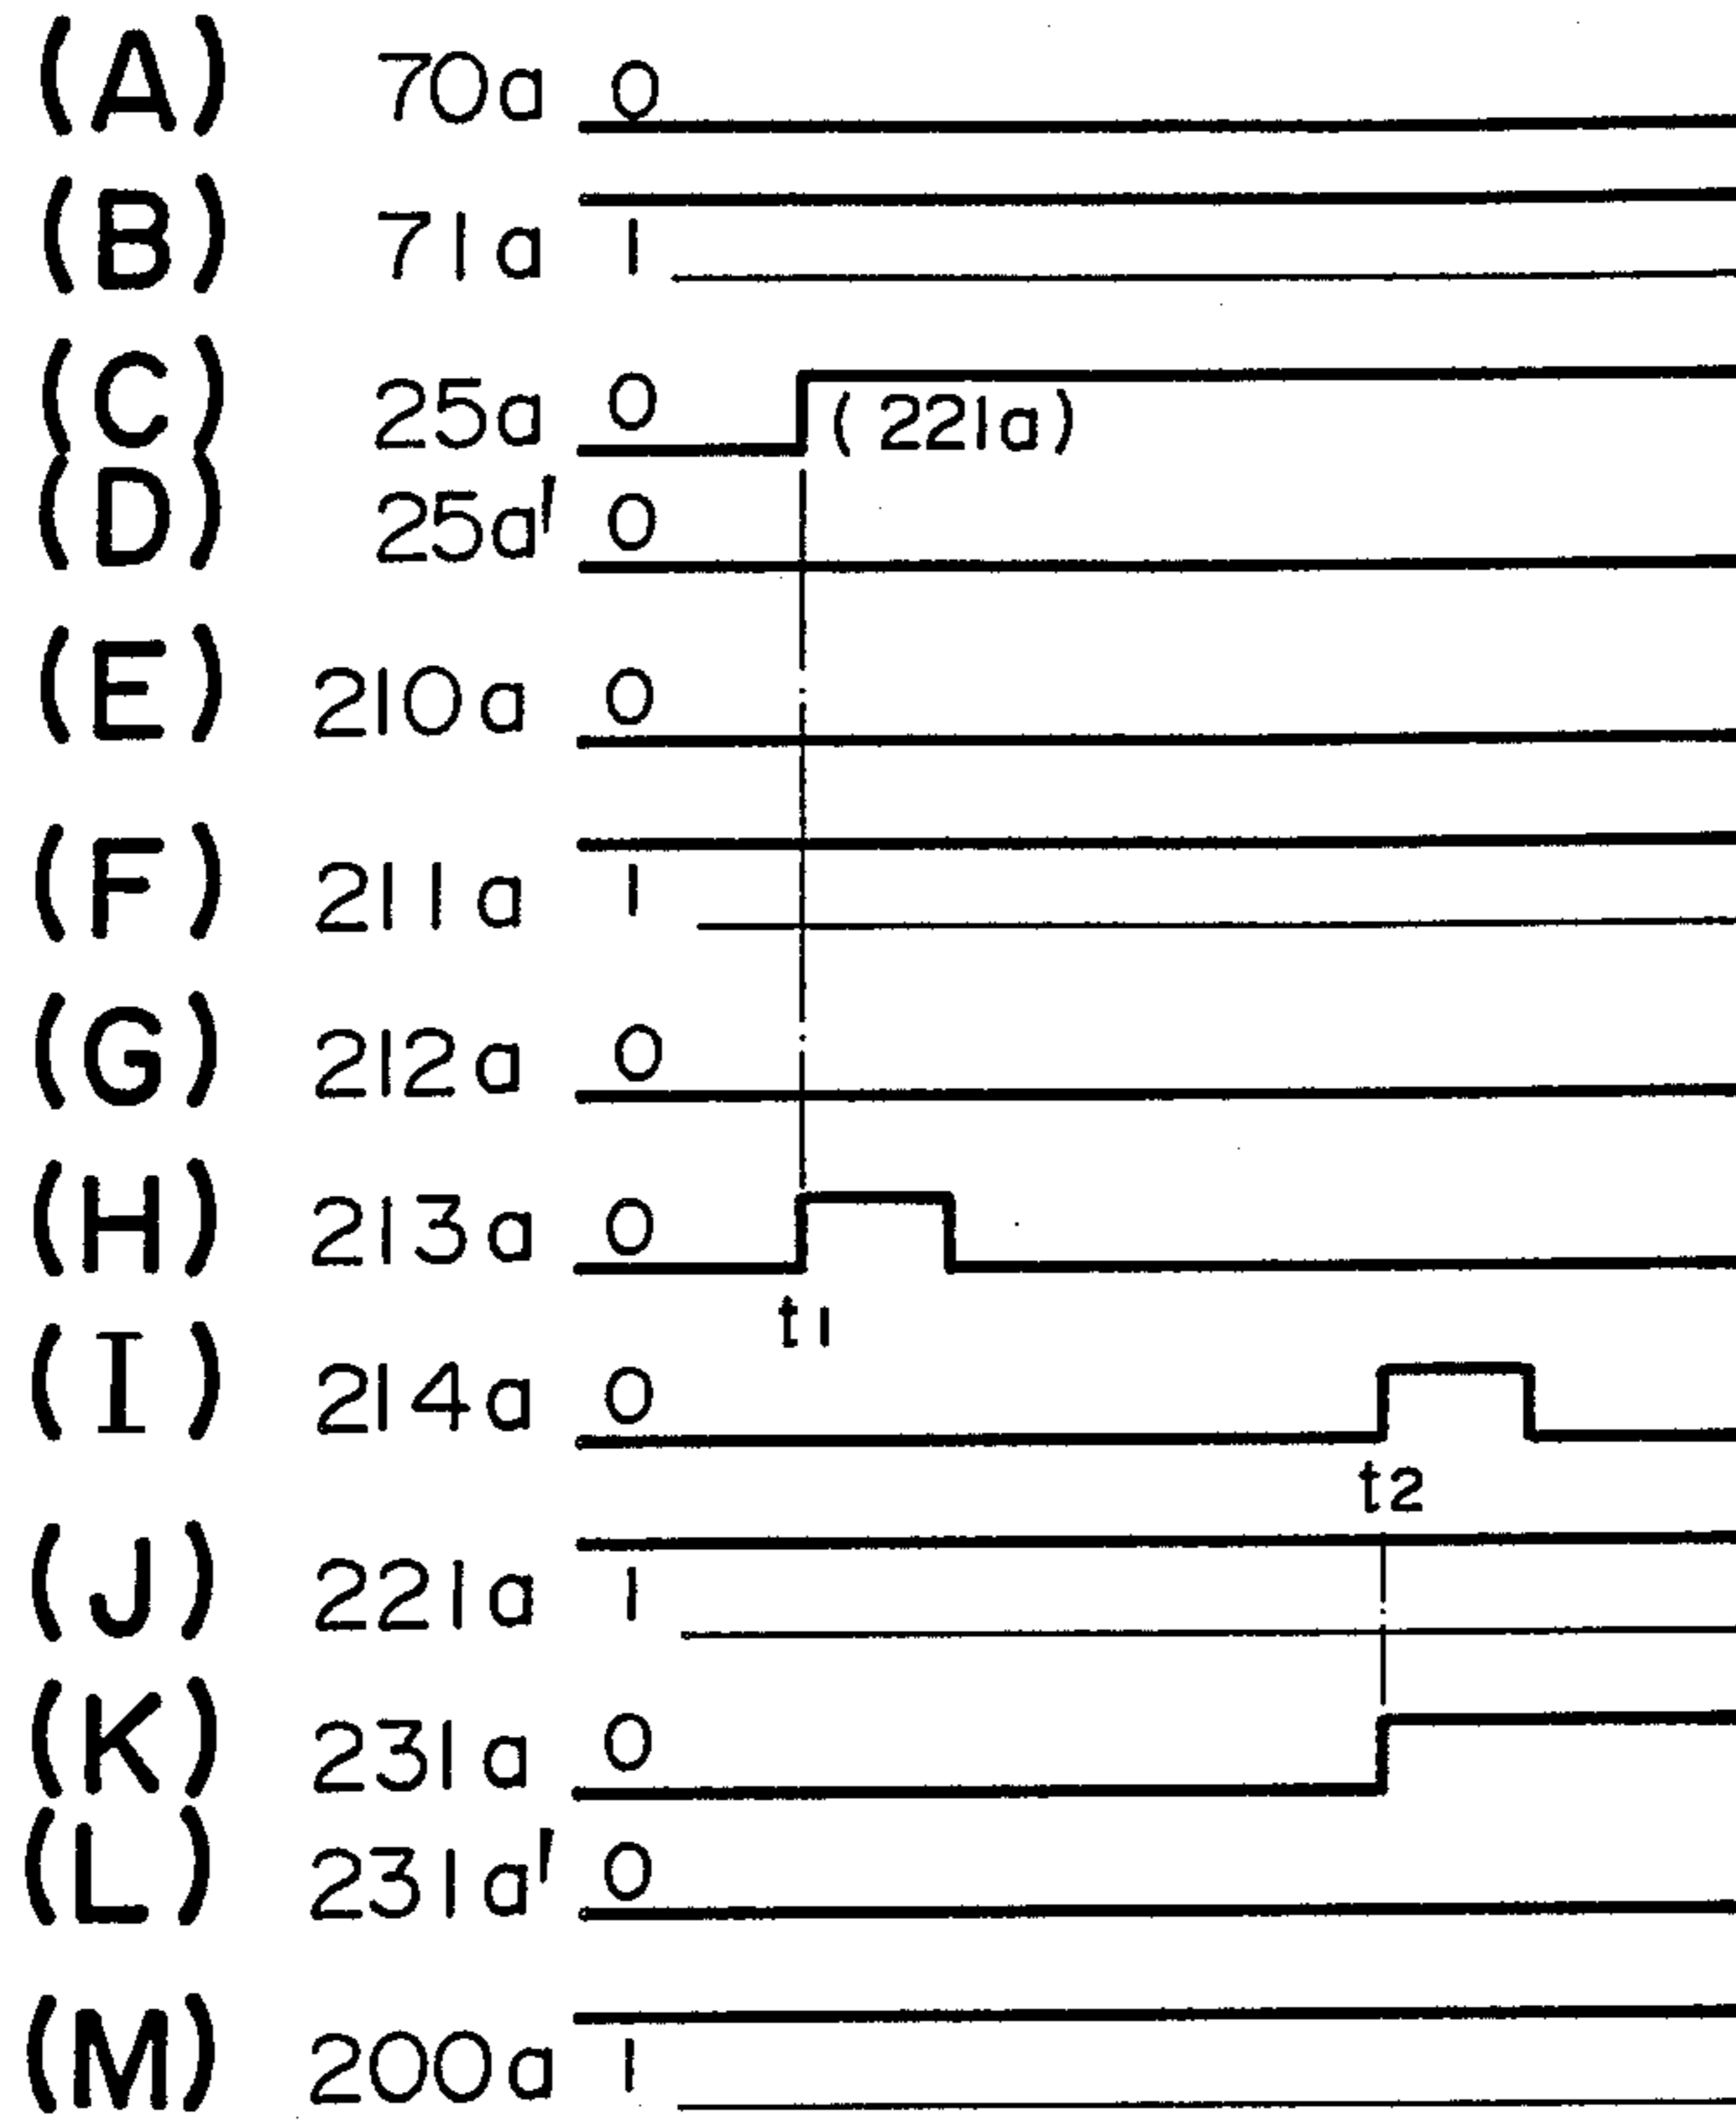 (A) 70a 0
(B) 71a 1
(C) 25a 0 (221a)
(D) 25a' 0
(E) 210a 0
(F) 211a 1
(G) 212a 0
(H) 213a 0
t1
(I) 214a 0
t2
(J) 221a 1
(K) 231a 0
(L) 231a' 0
(M) 200a 1